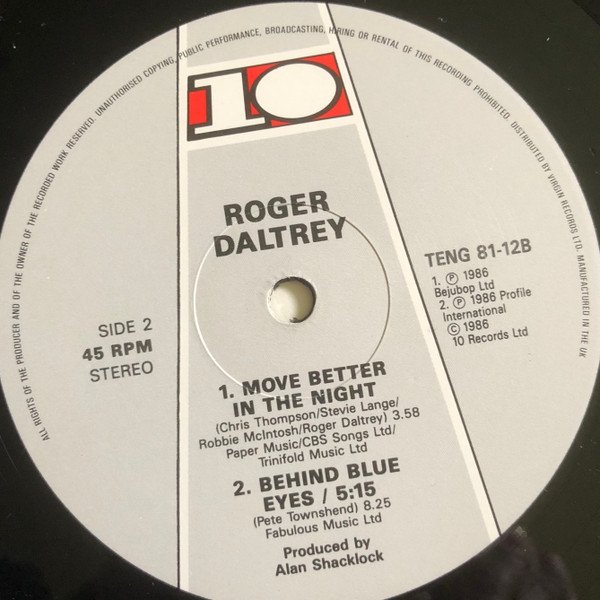 ALL RIGHTS OF THE PRODUCER AND OF THE OWNER OF THE RECORDED WORK RESERVED. UNAUTHORISED COPYING, PUBLIC PERFORMANCE, BROADCASTING, HIRING OR RENTAL OF THIS RECORDING PROHIBITED. DISTRIBUTED BY VIRGIN RECORDS LTD. MANUFACTURED IN THE UK
10
ROGER
DALTREY
TENG 81-12B
1. ℗ 1986
Bejubop Ltd
2. ℗ 1986 Profile
International
© 1986
10 Records Ltd
SIDE 2
45 RPM
STEREO
1. MOVE BETTER
IN THE NIGHT
(Chris Thompson/Stevie Lange/
Robbie McIntosh/Roger Daltrey) 3.58
Paper Music/CBS Songs Ltd/
Trinifold Music Ltd
2. BEHIND BLUE
EYES / 5:15
(Pete Townshend) 8.25
Fabulous Music Ltd
Produced by
Alan Shacklock